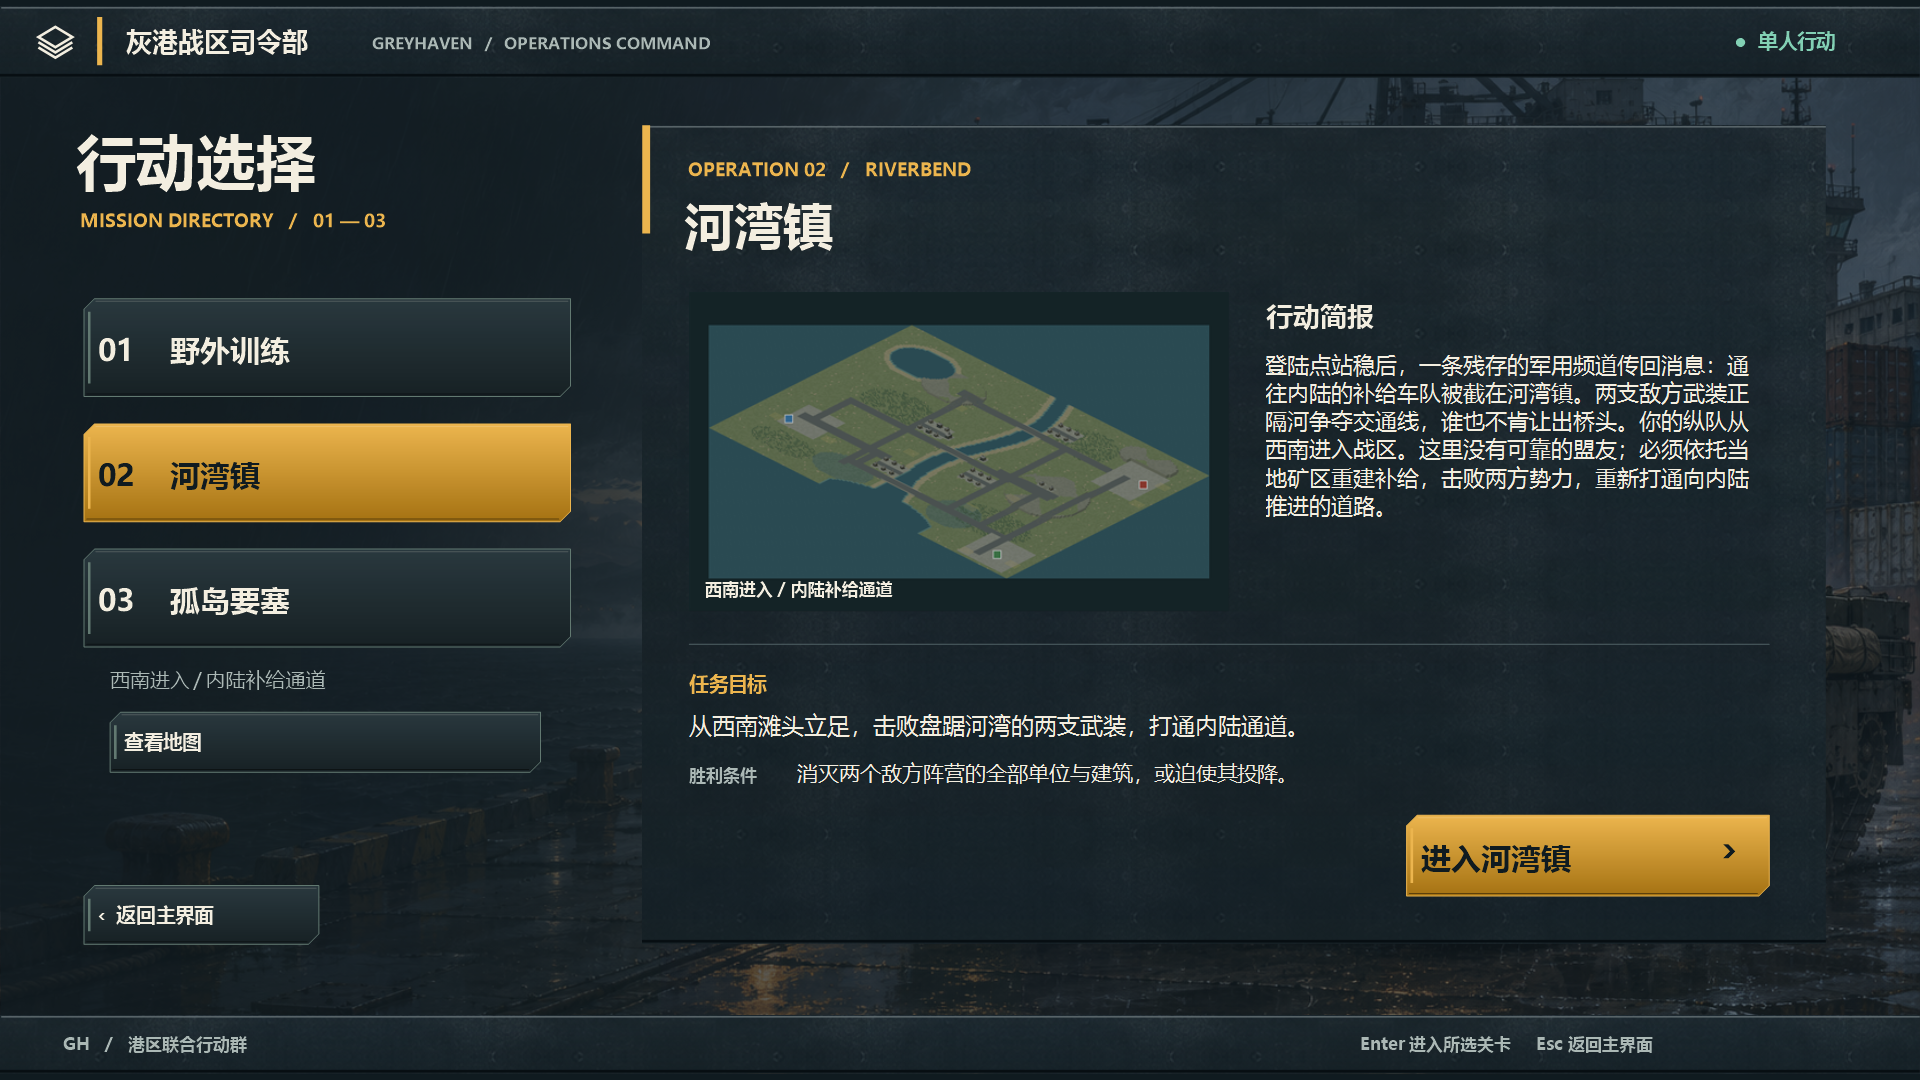 灰港战区司令部
GREYHAVEN / OPERATIONS COMMAND
单人行动
行动选择
MISSION DIRECTORY / 01 — 03
01 野外训练
02 河湾镇
03 孤岛要塞
西南进入 / 内陆补给通道
查看地图
‹ 返回主界面
OPERATION 02 / RIVERBEND
河湾镇
西南进入 / 内陆补给通道
行动简报
登陆点站稳后，一条残存的军用频道传回消息：通
往内陆的补给车队被截在河湾镇。两支敌方武装正
隔河争夺交通线，谁也不肯让出桥头。你的纵队从
西南进入战区。这里没有可靠的盟友；必须依托当
地矿区重建补给，击败两方势力，重新打通向内陆
推进的道路。
任务目标
从西南滩头立足，击败盘踞河湾的两支武装，打通内陆通道。
胜利条件 消灭两个敌方阵营的全部单位与建筑，或迫使其投降。
进入河湾镇 ›
GH / 港区联合行动群
Enter 进入所选关卡 Esc 返回主界面